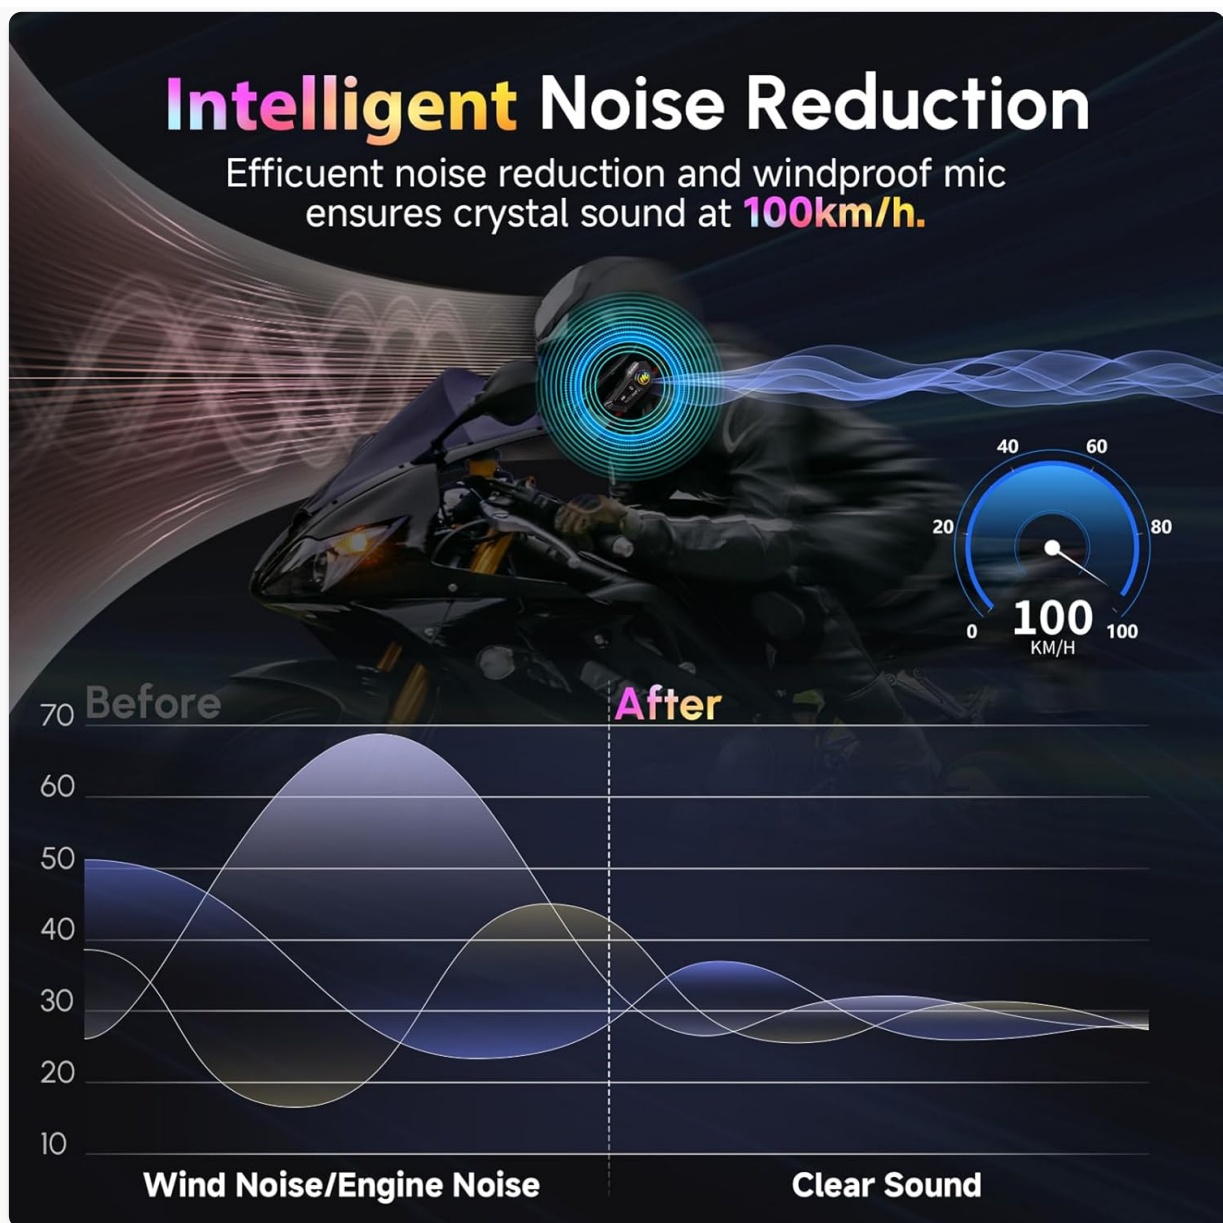 Intelligent Noise Reduction
Efficuent noise reduction and windproof mic
ensures crystal sound at 100km/h.
40
60
20
80
0
100
100
KM/H
Before
After
70
60
50
40
30
20
10
Wind Noise/Engine Noise
Clear Sound